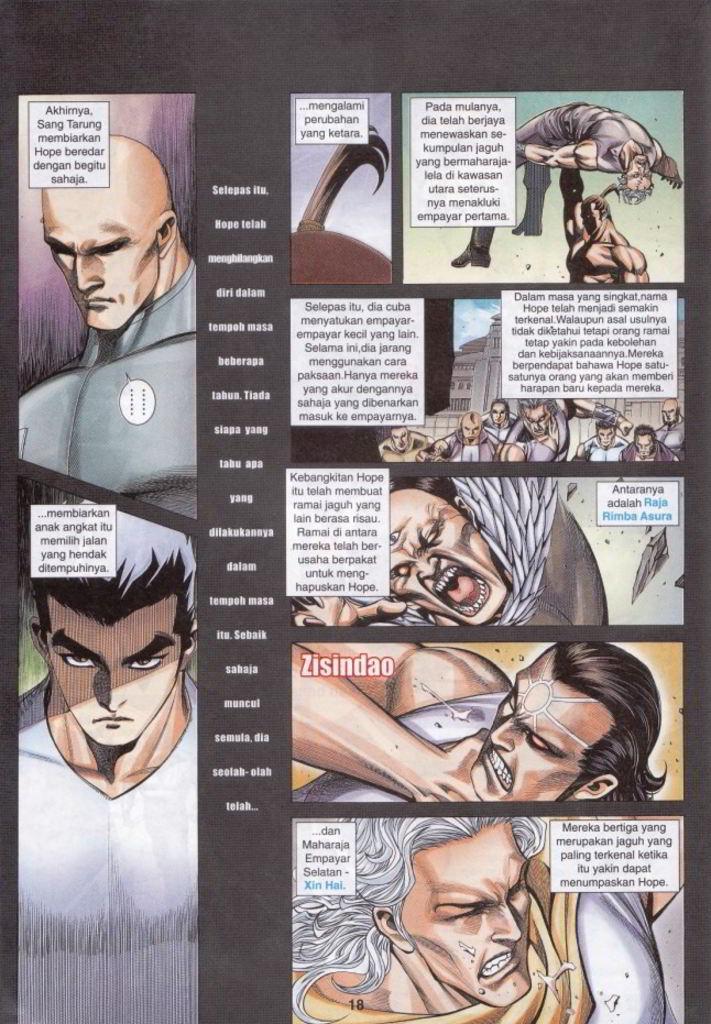 Akhirnya,
Sang Tarung
membiarkan
Hope beredar
dengan begitu
sahaja.
...membiarkan
anak angkat itu
memilih jalan
yang hendak
ditempuhinya.
Selepas itu,
Hope telah
menghilangkan
diri dalam
tempoh masa
beberapa
tahun. Tiada
siapa yang
tahu apa
yang
dilakukannya
dalam
tempoh masa
itu. Sebaik
sahaja
muncul
semula, dia
seolah- olah
telah...
...mengalami
perubahan
yang ketara.
Pada mulanya,
dia telah berjaya
menewaskan se-
kumpulan jaguh
yang bermaharaja-
lela di kawasan
utara seterus-
nya menakluki
empayar pertama.
Selepas itu, dia cuba
menyatukan empayar-
empayar kecil yang lain.
Selama ini,dia jarang
menggunakan cara
paksaan.Hanya mereka
yang akur dengannya
sahaja yang dibenarkan
masuk ke empayarnya.
Dalam masa yang singkat,nama
Hope telah menjadi semakin
terkenal.Walaupun asal usulnya
tidak diketahui tetapi orang ramai
tetap yakin pada kebolehan
dan kebijaksanaannya.Mereka
berpendapat bahawa Hope satu-
satunya orang yang akan memberi
harapan baru kepada mereka.
Kebangkitan Hope
itu telah membuat
ramai jaguh yang
lain berasa risau.
Ramai di antara
mereka telah ber-
usaha berpakat
untuk meng-
hapuskan Hope.
Antaranya
adalah Raja
Rimba Asura
Zisindao
...dan
Maharaja
Empayar
Selatan -
Xin Hai.
Mereka bertiga yang
merupakan jaguh yang
paling terkenal ketika
itu yakin dapat
menumpaskan Hope.
18